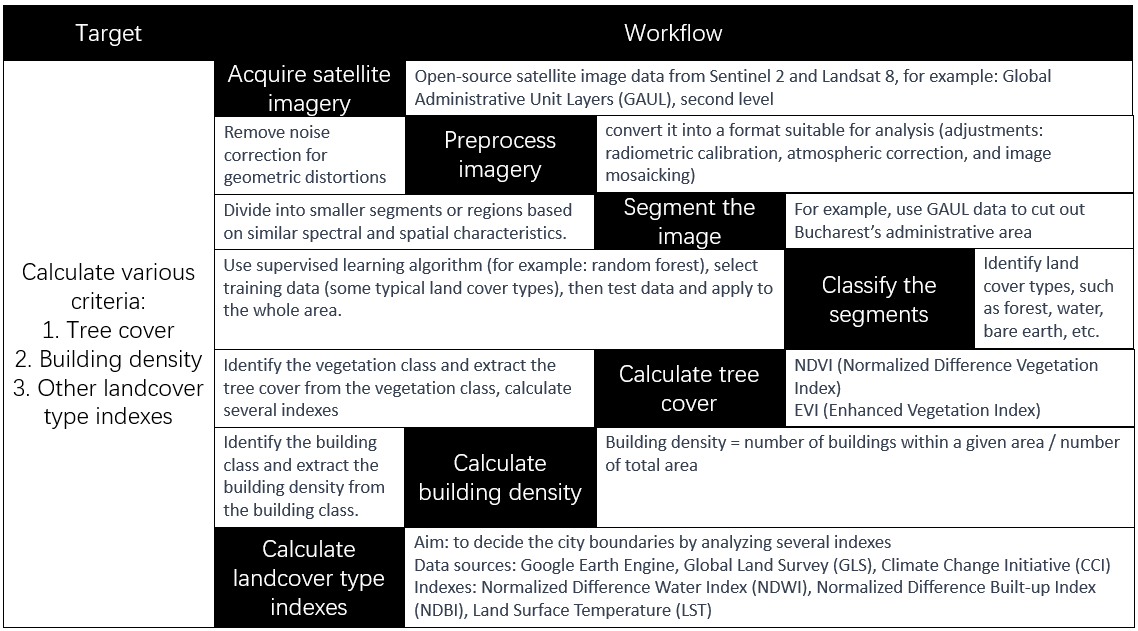 Target
Workflow
Calculate various
criteria:
1. Tree cover
2. Building density
3. Other landcover
type indexes
Acquire satellite
imagery
Open-source satellite image data from Sentinel 2 and Landsat 8, for example: Global
Administrative Unit Layers (GAUL), second level
Remove noise
correction for
geometric distortions
Preprocess
imagery
convert it into a format suitable for analysis (adjustments:
radiometric calibration, atmospheric correction, and image
mosaicking)
Divide into smaller segments or regions based
on similar spectral and spatial characteristics.
Segment the
image
For example, use GAUL data to cut out
Bucharest’s administrative area
Use supervised learning algorithm (for example: random forest), select
training data (some typical land cover types), then test data and apply to
the whole area.
Classify the
segments
Identify land
cover types, such
as forest, water,
bare earth, etc.
Identify the vegetation class and extract the
tree cover from the vegetation class, calculate
several indexes
Calculate tree
cover
NDVI (Normalized Difference Vegetation
Index)
EVI (Enhanced Vegetation Index)
Identify the building
class and extract the
building density from
the building class.
Calculate
building density
Building density = number of buildings within a given area / number
of total area
Calculate
landcover type
indexes
Aim: to decide the city boundaries by analyzing several indexes
Data sources: Google Earth Engine, Global Land Survey (GLS), Climate Change Initiative (CCI)
Indexes: Normalized Difference Water Index (NDWI), Normalized Difference Built-up Index
(NDBI), Land Surface Temperature (LST)